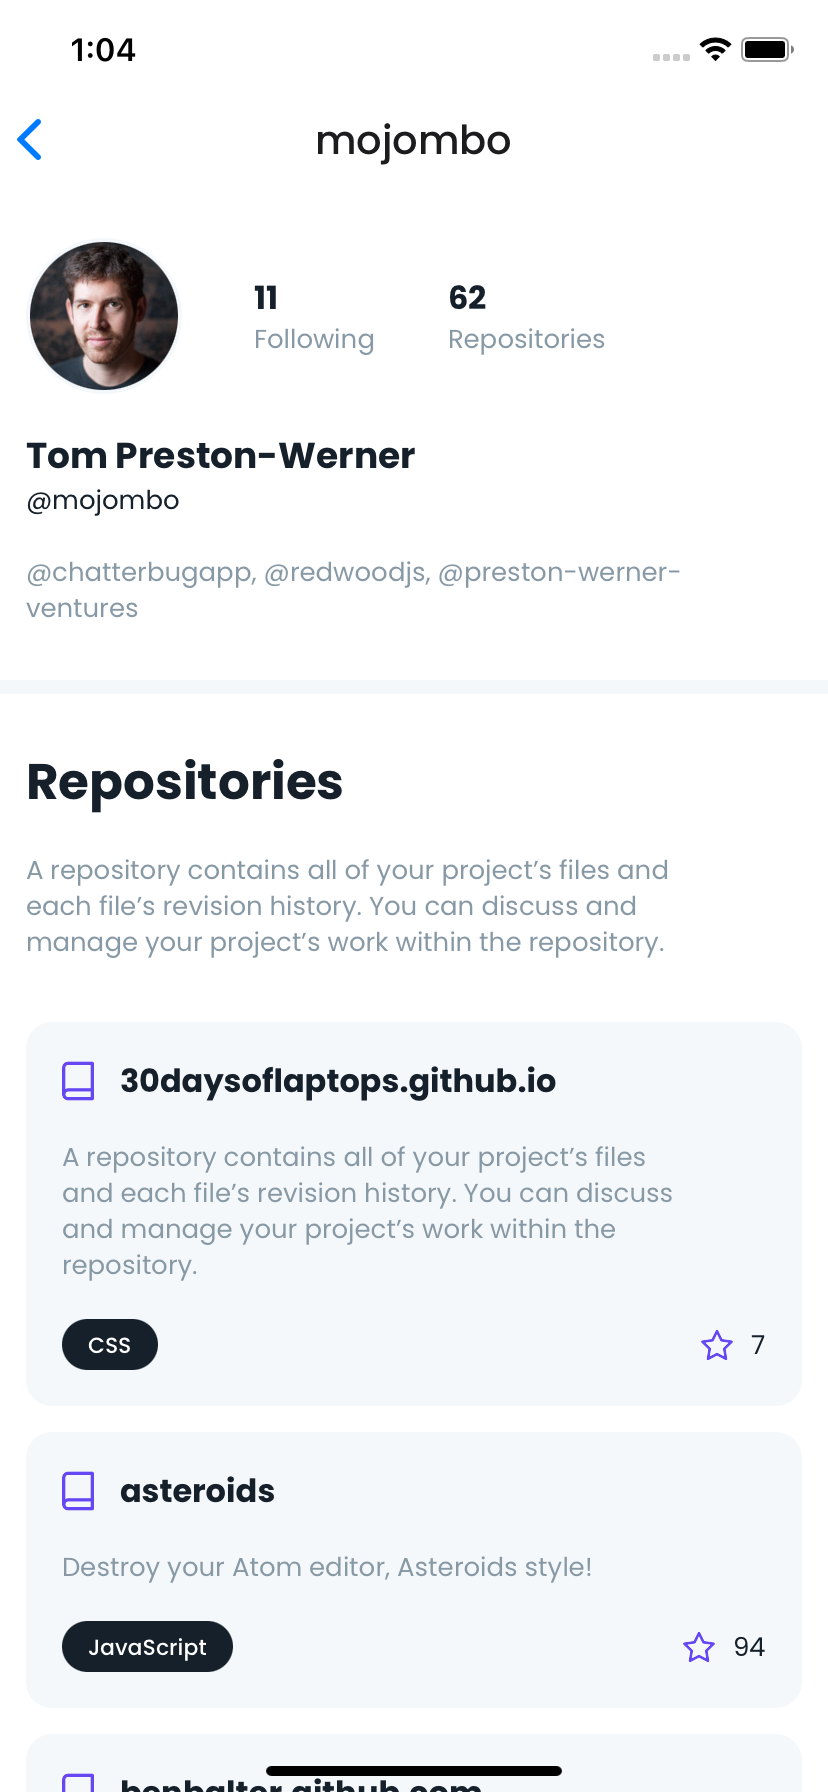 1:04
mojombo
11
Following
62
Repositories
Tom Preston-Werner
@mojombo
@chatterbugapp, @redwoodjs, @preston-werner-
ventures
Repositories
A repository contains all of your project’s files and
each file’s revision history. You can discuss and
manage your project’s work within the repository.
30daysoflaptops.github.io
A repository contains all of your project’s files
and each file’s revision history. You can discuss
and manage your project’s work within the
repository.
CSS
7
asteroids
Destroy your Atom editor, Asteroids style!
JavaScript
94
benbalter.github.com